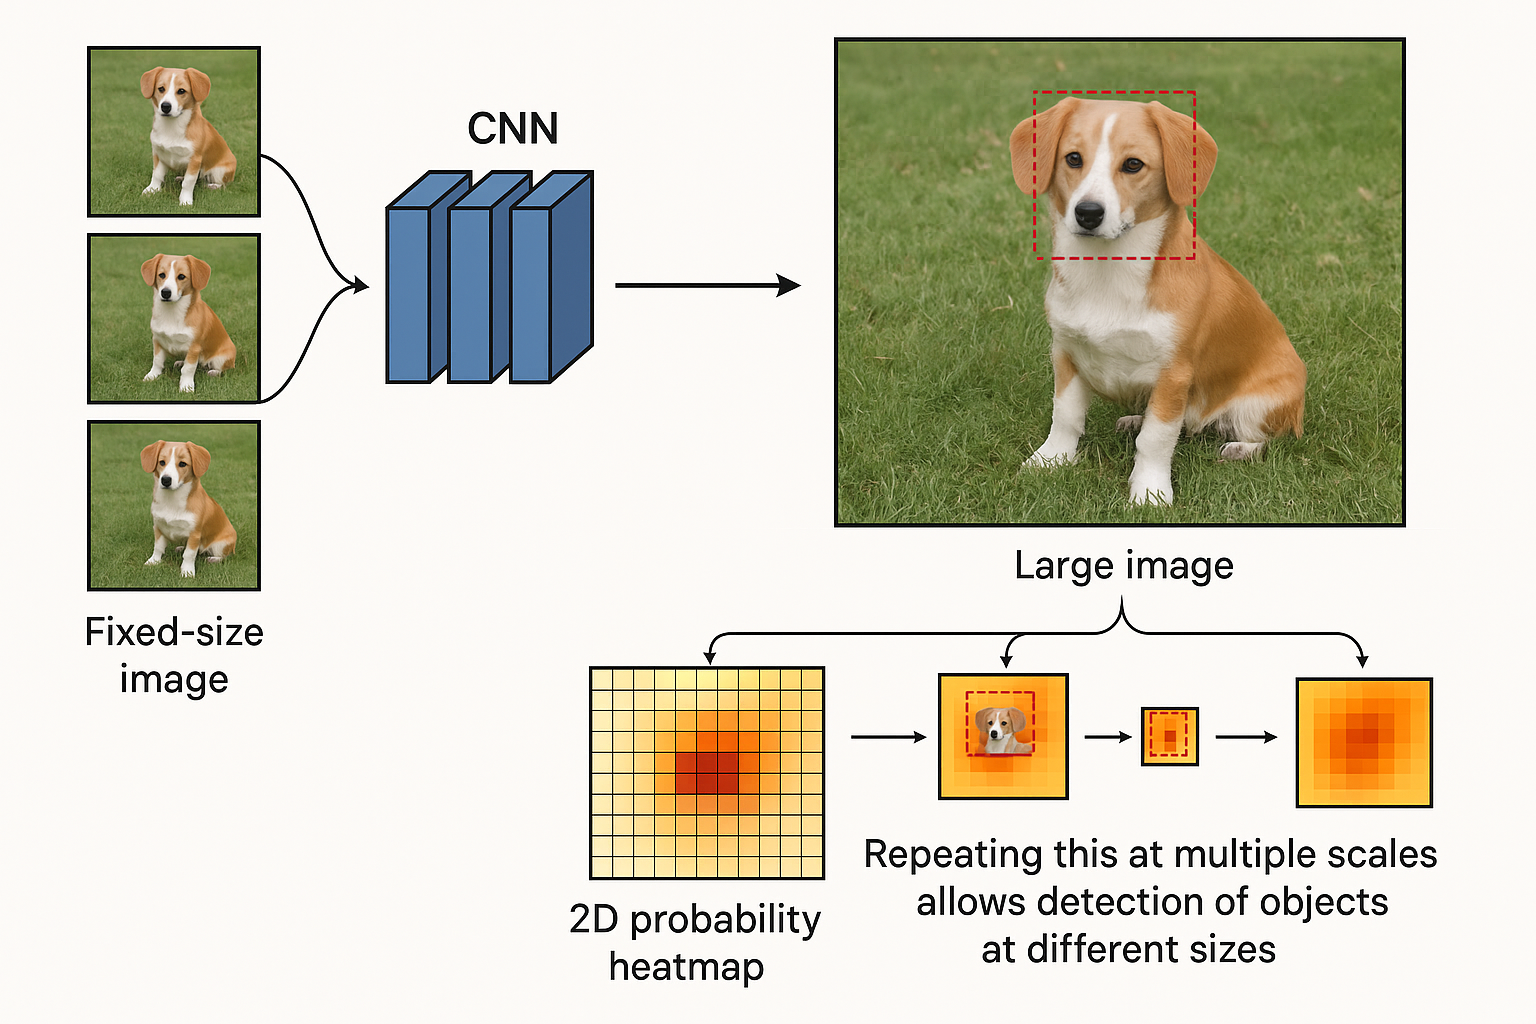 CNN
Fixed-size
image
Large image
2D probability
heatmap
Repeating this at multiple scales
allows detection of objects
at different sizes